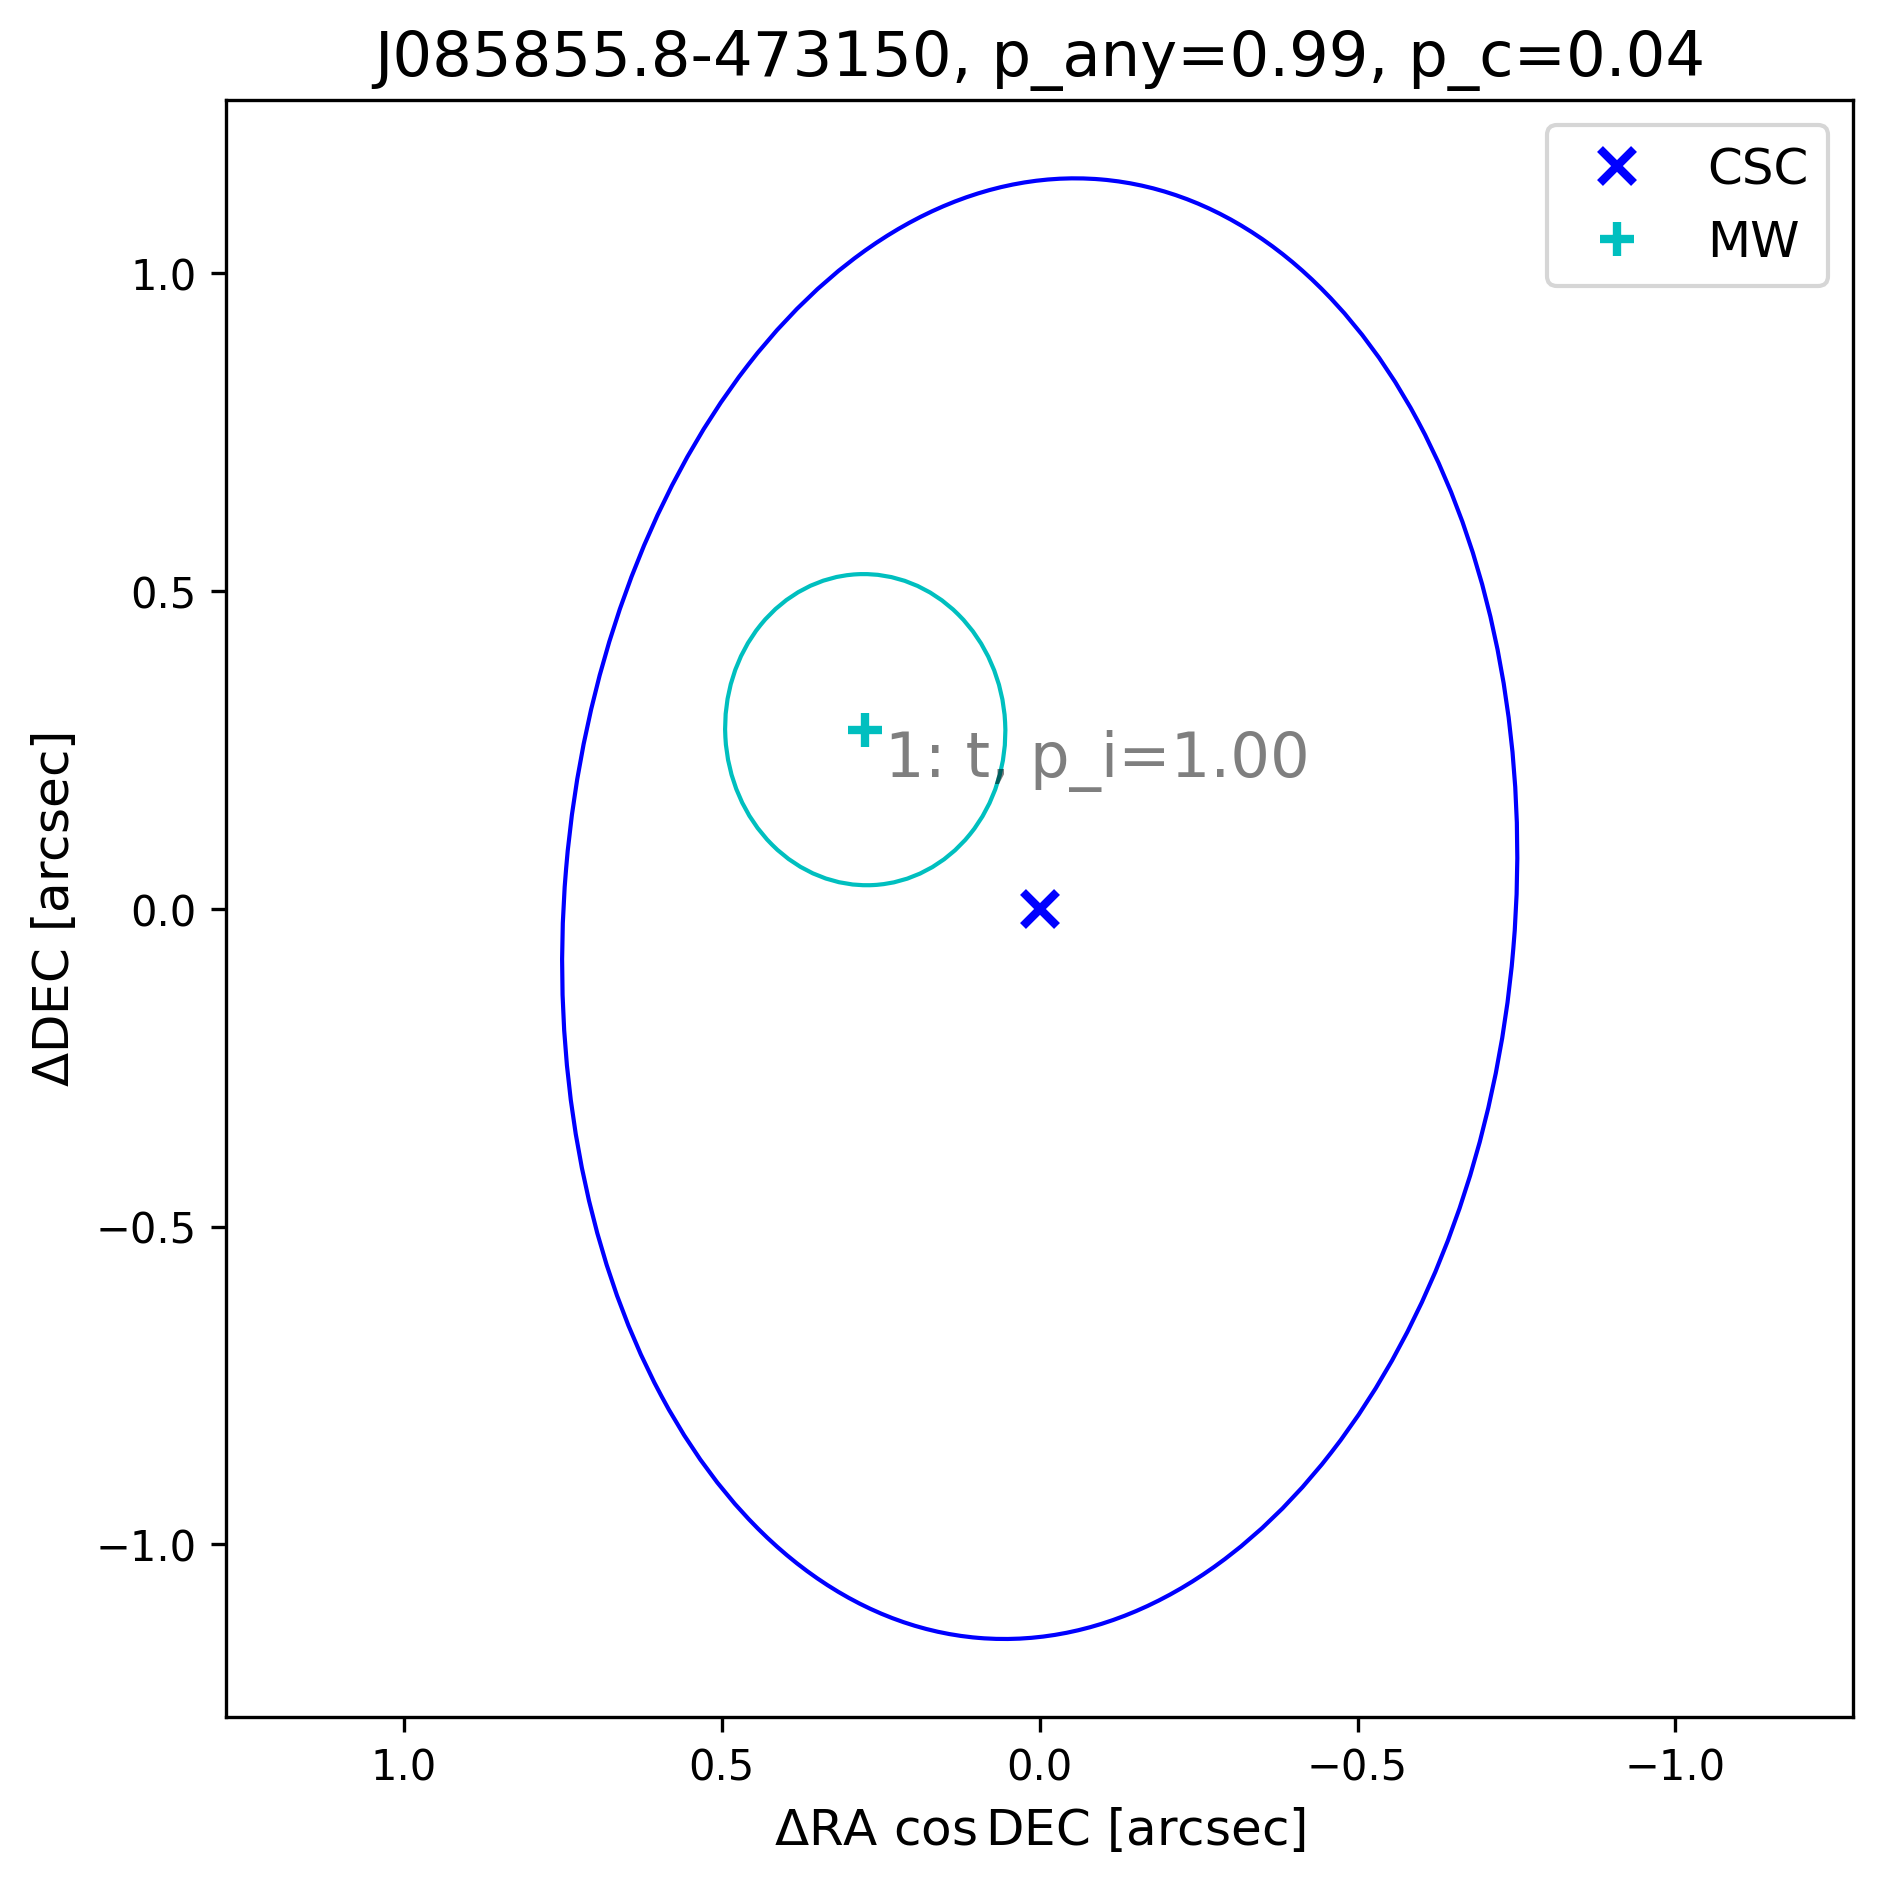 J085855.8-473150, p_any=0.99, p_c=0.04
CSC
MW
1: t, p_i=1.00
1.0
0.5
0.0
−0.5
−1.0
ΔDEC [arcsec]
1.0
0.5
0.0
−0.5
−1.0
ΔRA cos DEC [arcsec]